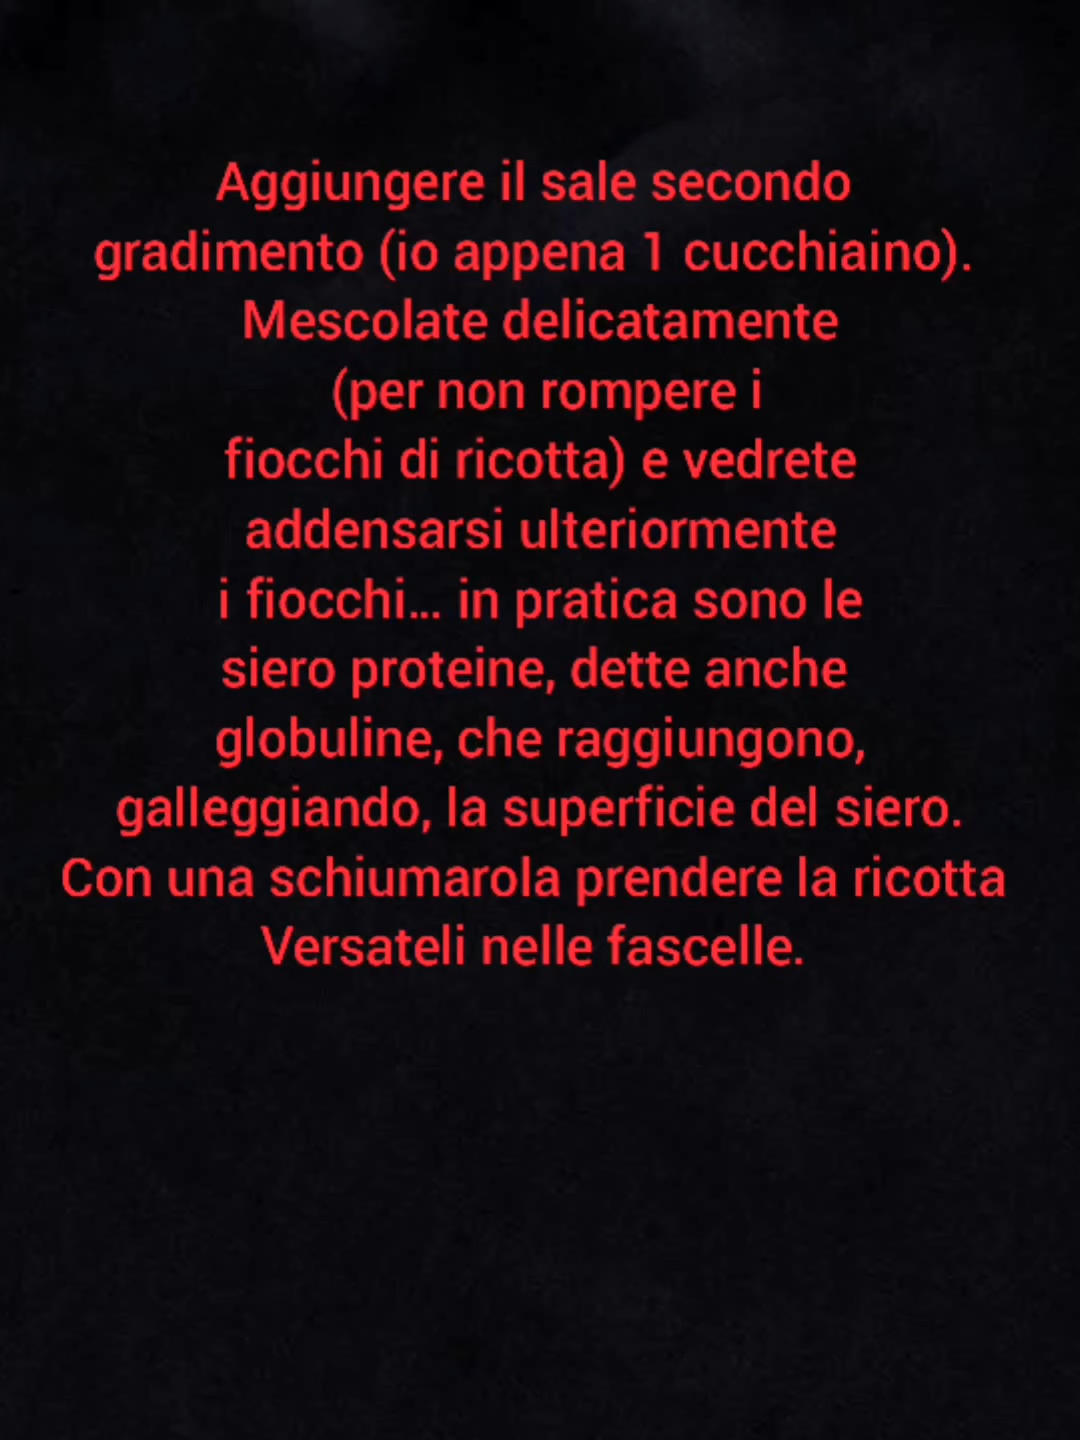 Aggiungere il sale secondo
gradimento (io appena 1 cucchiaino).
Mescolate delicatamente
(per non rompere i
fiocchi di ricotta) e vedrete
addensarsi ulteriormente
i fiocchi... in pratica sono le
siero proteine, dette anche
globuline, che raggiungono,
galleggiando, la superficie del siero.
Con una schiumarola prendere la ricotta
Versateli nelle fascelle.